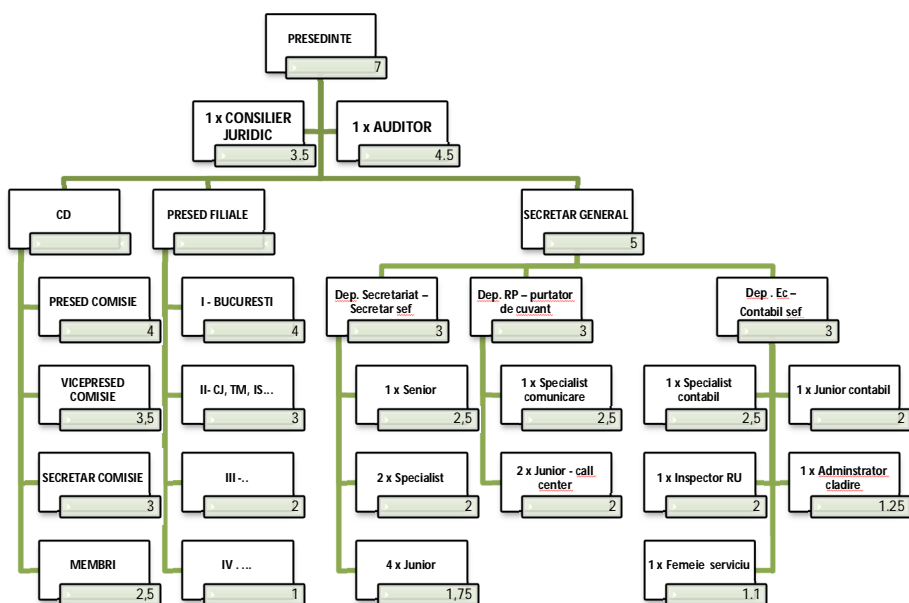 PRESEDINTE
7
1 x CONSILIER
JURIDIC
3.5
1 x AUDITOR
4.5
CD
PRESED FILIALE
SECRETAR GENERAL
5
PRESED COMISIE
4
VICEPRESED
COMISIE
3,5
SECRETAR COMISIE
3
MEMBRI
2,5
I - BUCURESTI
4
II- CJ, TM, IS...
3
III -..
2
IV . ...
1
Dep. Secretariat –
Secretar sef
3
1 x Senior
2,5
2 x Specialist
2
4 x Junior
1,75
Dep. RP – purtator
de cuvant
3
1 x Specialist
comunicare
2,5
2 x Junior - call
center
2
Dep . Ec –
Contabil sef
3
1 x Specialist
contabil
2,5
1 x Junior contabil
2
1 x Inspector RU
2
1 x Adminstrator
cladire
1.25
1 x Femeie serviciu
1.1